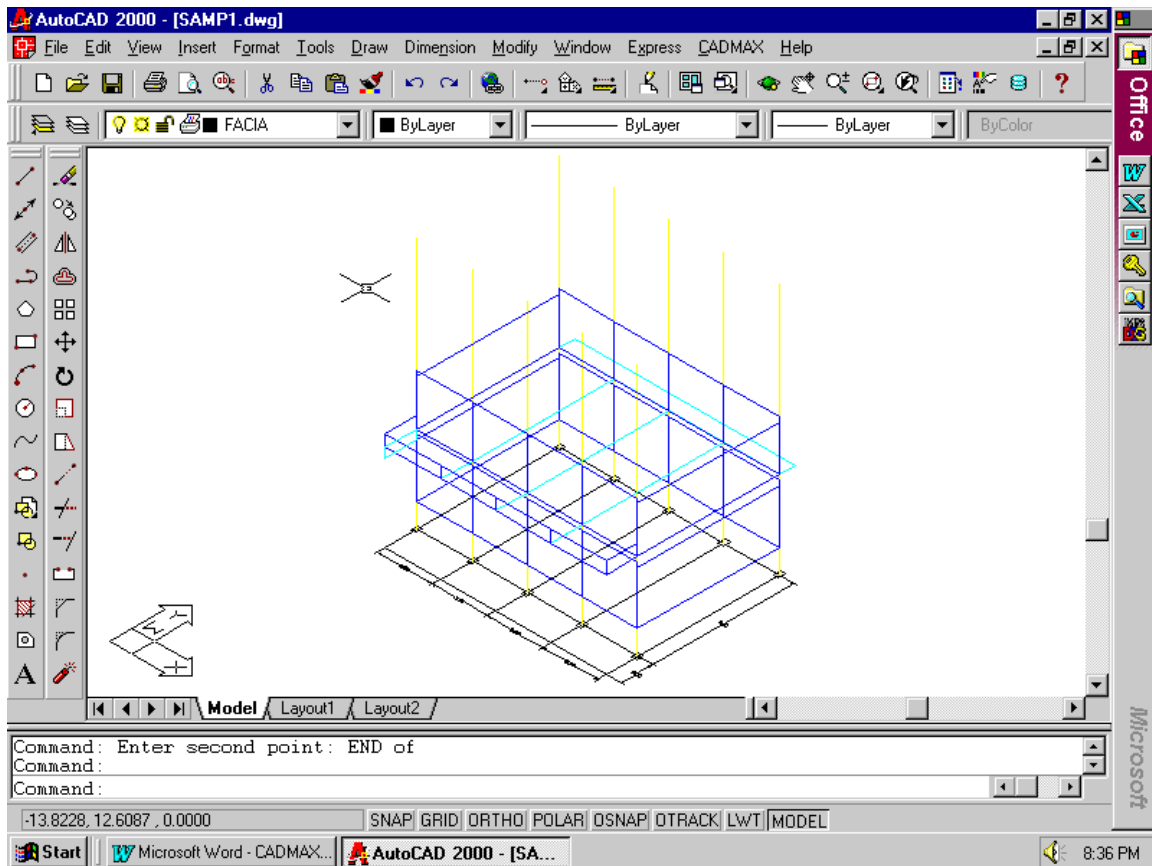 AutoCAD 2000 - [SAMP1.dwg]
File Edit View Insert Format Tools Draw Dimension Modify Window Express CADMAX Help
FACIA ByLayer ByLayer ByLayer ByColor
Office
Y
X
A
Model Layout1 Layout2
Command: Enter second point: END of
Command:
Command:
-13.8228, 12.6087 , 0.0000 SNAP GRID ORTHO POLAR OSNAP OTRACK LWT MODEL
Microsoft
Start Microsoft Word - CADMAX... AutoCAD 2000 - [SA... 8:36 PM